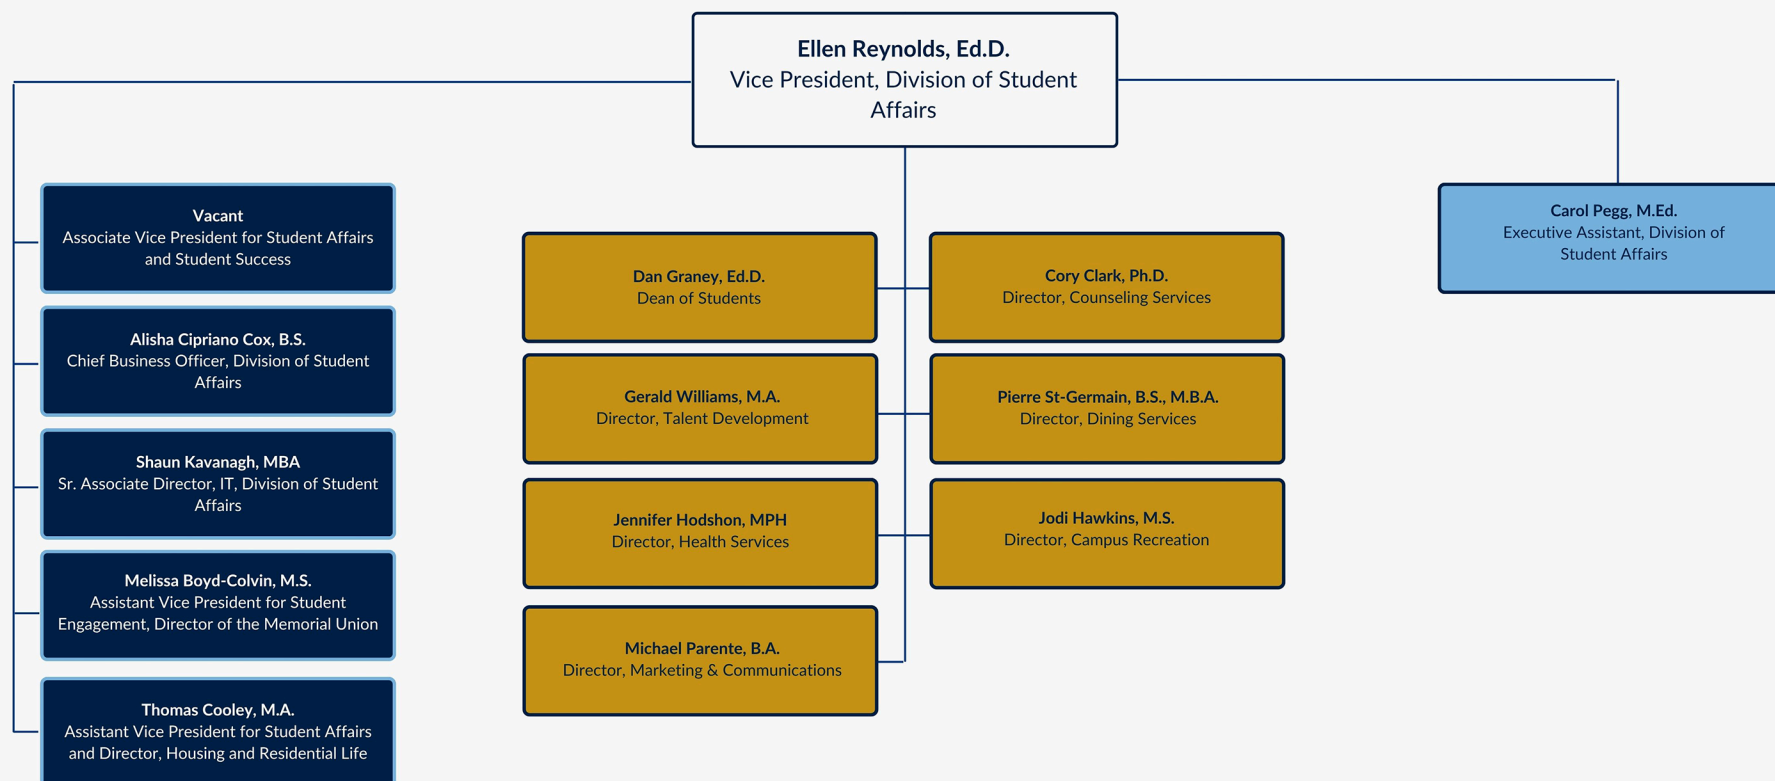 Ellen Reynolds, Ed.D.
Vice President, Division of Student
Affairs
Vacant
Associate Vice President for Student Affairs
and Student Success
Alisha Cipriano Cox, B.S.
Chief Business Officer, Division of Student
Affairs
Shaun Kavanagh, MBA
Sr. Associate Director, IT, Division of Student
Affairs
Melissa Boyd-Colvin, M.S.
Assistant Vice President for Student
Engagement, Director of the Memorial Union
Thomas Cooley, M.A.
Assistant Vice President for Student Affairs
and Director, Housing and Residential Life
Dan Graney, Ed.D.
Dean of Students
Gerald Williams, M.A.
Director, Talent Development
Jennifer Hodshon, MPH
Director, Health Services
Michael Parente, B.A.
Director, Marketing & Communications
Cory Clark, Ph.D.
Director, Counseling Services
Pierre St-Germain, B.S., M.B.A.
Director, Dining Services
Jodi Hawkins, M.S.
Director, Campus Recreation
Carol Pegg, M.Ed.
Executive Assistant, Division of
Student Affairs